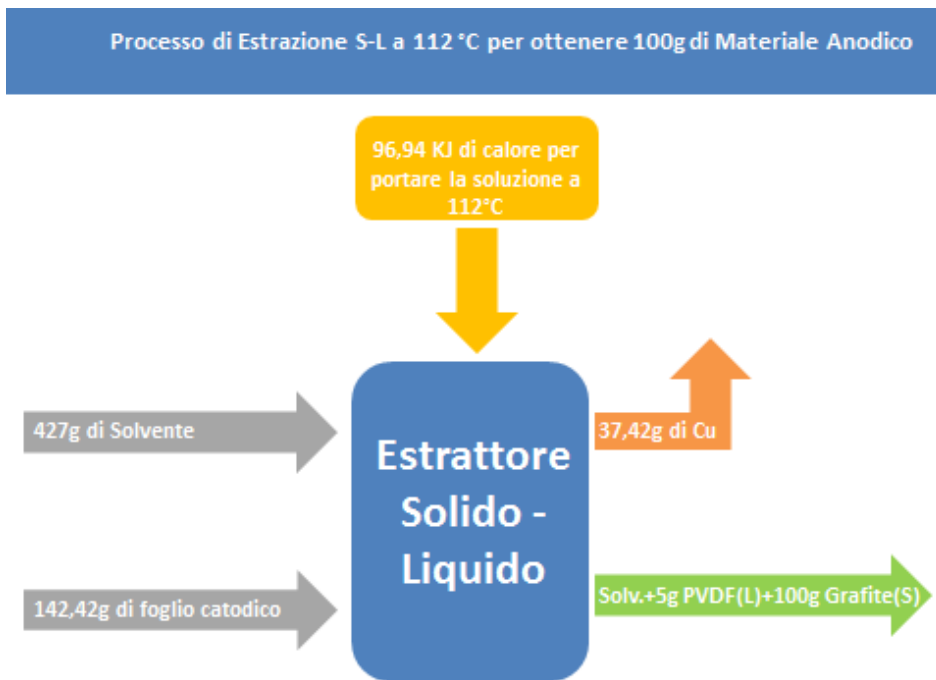 Processo di Estrazione S-L a 112 °C per ottenere 100g di Materiale Anodico
96,94 KJ di calore per
portare la soluzione a
112°C
427g di Solvente
37,42g di Cu
Estrattore
Solido -
Liquido
142,42g di foglio catodico
Solv.+5g PVDF(L)+100g Grafite(S)